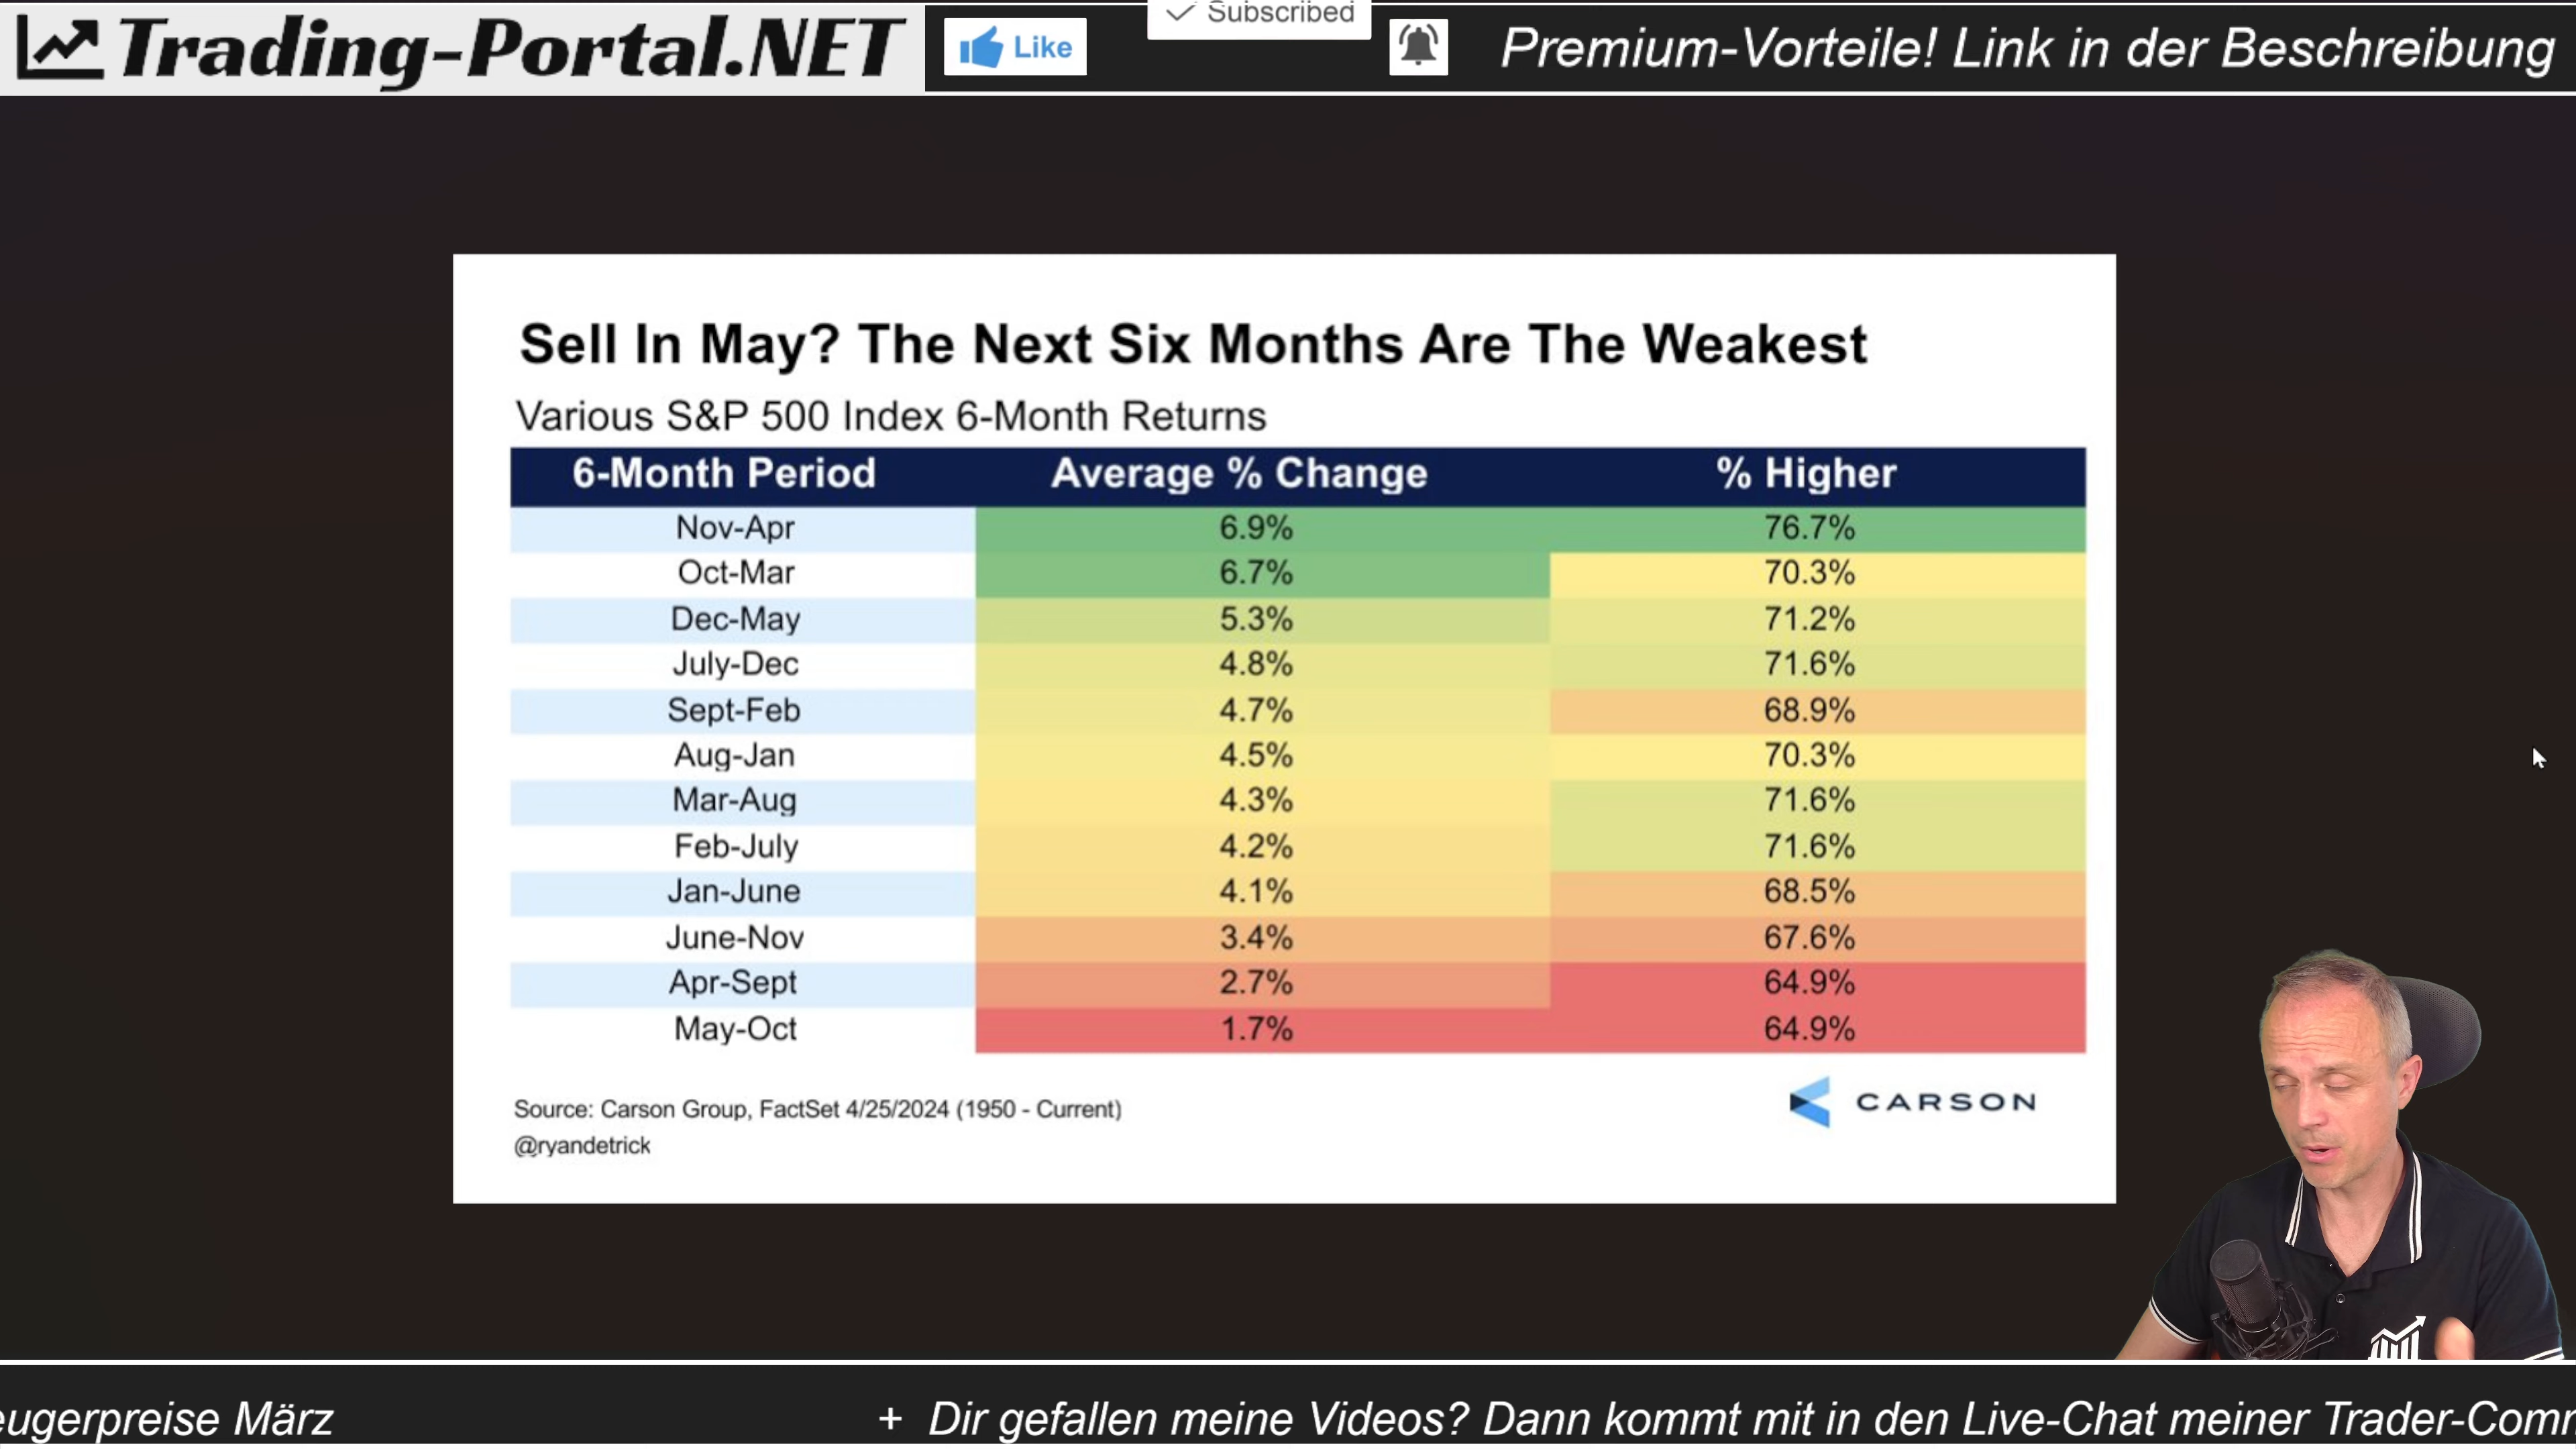 Trading-Portal.NET
Like
Subscribed
Premium-Vorteile! Link in der Beschreibung
Sell In May? The Next Six Months Are The Weakest
Various S&P 500 Index 6-Month Returns
6-Month Period Average % Change % Higher
Nov-Apr 6.9% 76.7%
Oct-Mar 6.7% 70.3%
Dec-May 5.3% 71.2%
July-Dec 4.8% 71.6%
Sept-Feb 4.7% 68.9%
Aug-Jan 4.5% 70.3%
Mar-Aug 4.3% 71.6%
Feb-July 4.2% 71.6%
Jan-June 4.1% 68.5%
June-Nov 3.4% 67.6%
Apr-Sept 2.7% 64.9%
May-Oct 1.7% 64.9%
Source: Carson Group, FactSet 4/25/2024 (1950 - Current)
@ryandetrick
CARSON
eugerpreise März + Dir gefallen meine Videos? Dann kommt mit in den Live-Chat meiner Trader-Com